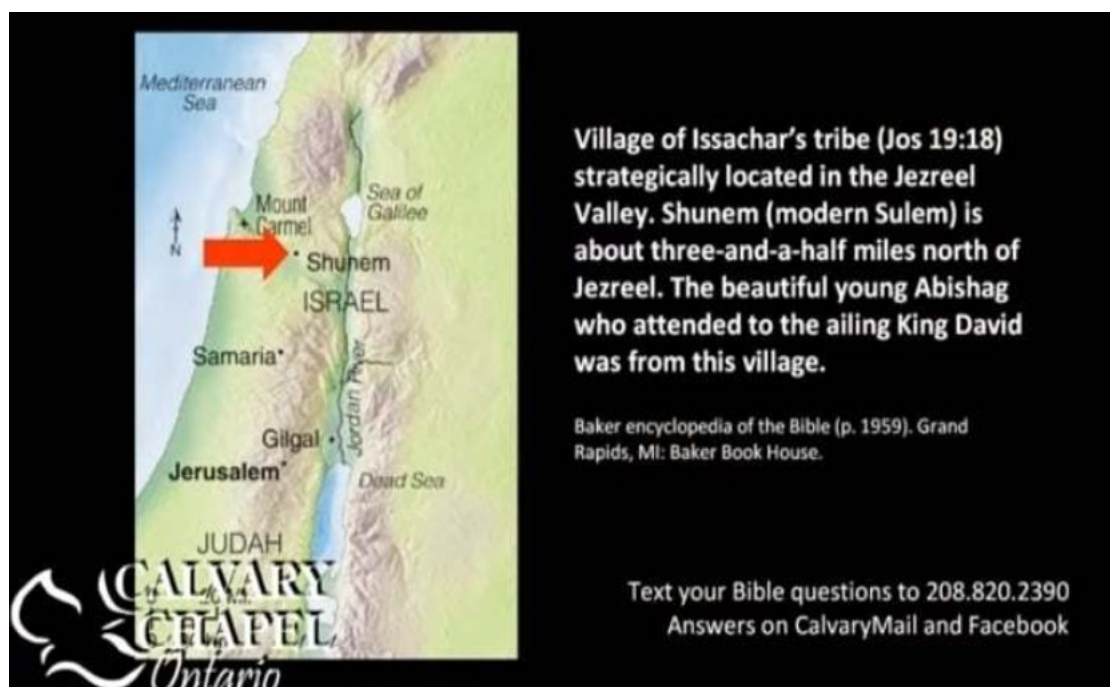 Mediterranean
Sea
Mount
Carmel
Sea of
Galilee
N
Shunem
ISRAEL
Samaria
Jordan River
Gilgal
Jerusalem
Dead Sea
JUDAH
CALVARY
CHAPEL
Ontario
Village of Issachar's tribe (Jos 19:18)
strategically located in the Jezreel
Valley. Shunem (modern Sulem) is
about three-and-a-half miles north of
Jezreel. The beautiful young Abishag
who attended to the ailing King David
was from this village.
Baker encyclopedia of the Bible (p. 1959). Grand
Rapids, MI: Baker Book House.
Text your Bible questions to 208.820.2390
Answers on CalvaryMail and Facebook